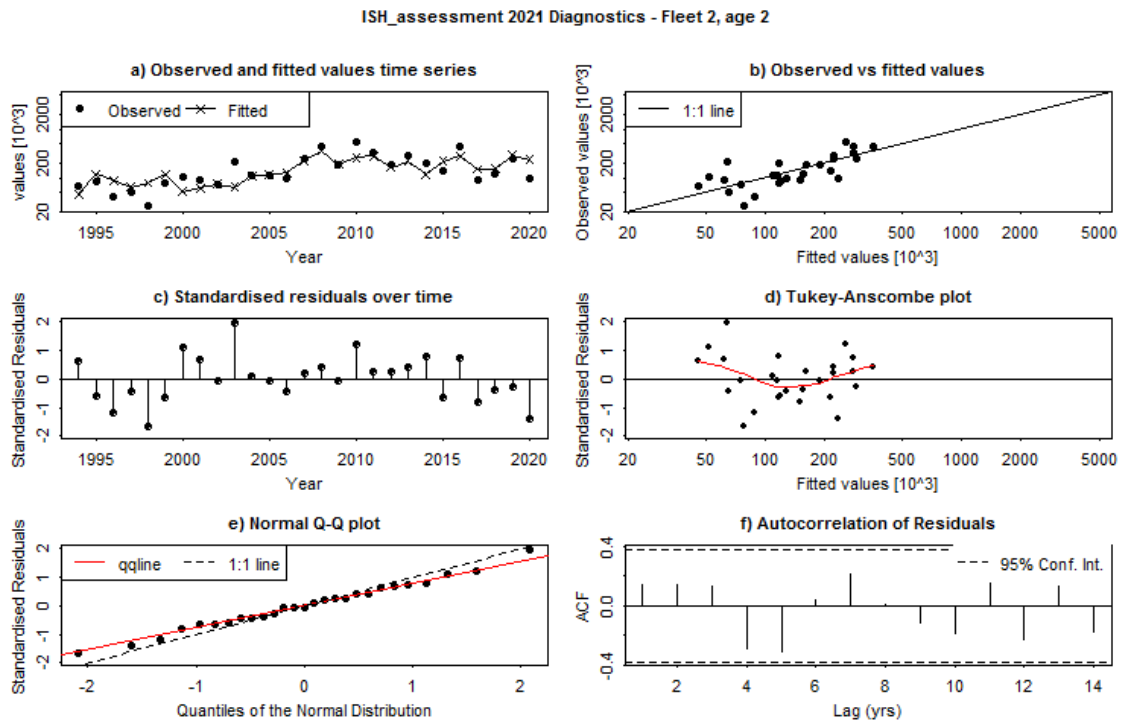 ISH_assessment 2021 Diagnostics - Fleet 2, age 2
a) Observed and fitted values time series
values [10^3]
20 200 2000
Observed Fitted
1995 2000 2005 2010 2015 2020
Year
b) Observed vs fitted values
Observed values [10^3]
20 200 2000
1:1 line
20 50 100 200 500 1000 2000 5000
Fitted values [10^3]
c) Standardised residuals over time
Standardised Residuals
-2 -1 0 1 2
1995 2000 2005 2010 2015 2020
Year
d) Tukey-Anscombe plot
Standardised Residuals
-2 -1 0 1 2
20 50 100 200 500 1000 2000 5000
Fitted values [10^3]
e) Normal Q-Q plot
Standardised Residuals
-2 -1 0 1 2
qqline 1:1 line
-2 -1 0 1 2
Quantiles of the Normal Distribution
f) Autocorrelation of Residuals
ACF
-0.4 0.0 0.4
95% Conf. Int.
2 4 6 8 10 12 14
Lag (yrs)